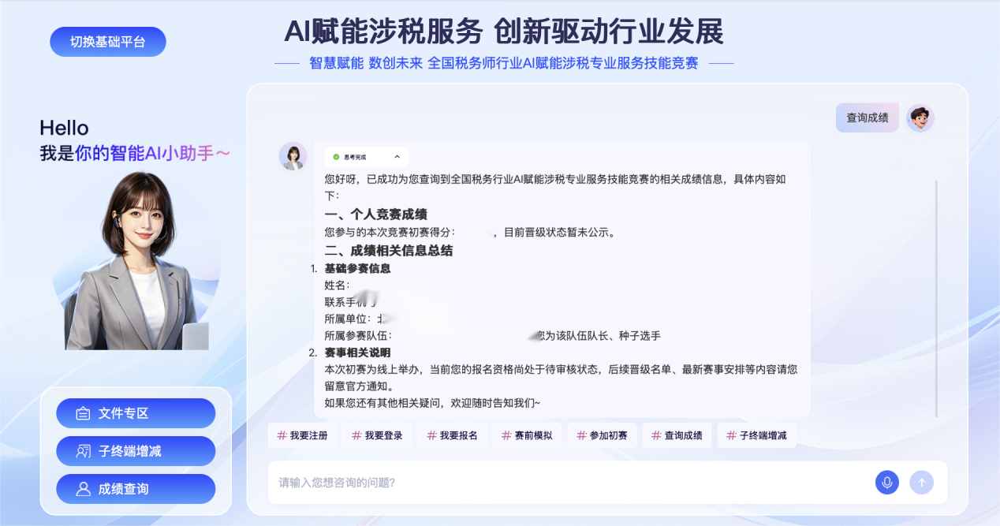 切换基础平台
AI赋能涉税服务 创新驱动行业发展
智慧赋能 数创未来 全国税务师行业AI赋能涉税专业服务技能竞赛
Hello
我是你的智能AI小助手～
查询成绩
思考完成
您好呀，已成功为您查询到全国税务行业AI赋能涉税专业服务技能竞赛的相关成绩信息，具体内容如
下：
一、个人竞赛成绩
您参与的本次竞赛初赛得分： ，目前晋级状态暂未公示。
二、成绩相关信息总结
1. 基础参赛信息
姓名：
联系手机
所属单位：北
所属参赛队伍： 您为该队伍队长、种子选手
2. 赛事相关说明
本次初赛为线上举办，当前您的报名资格尚处于待审核状态，后续晋级名单、最新赛事安排等内容请您
留意官方通知。
如果您还有其他相关疑问，欢迎随时告知我们~
文件专区
子终端增减
成绩查询
# 我要注册 # 我要登录 # 我要报名 # 赛前模拟 # 参加初赛 # 查询成绩 # 子终端增减
请输入您想咨询的问题?